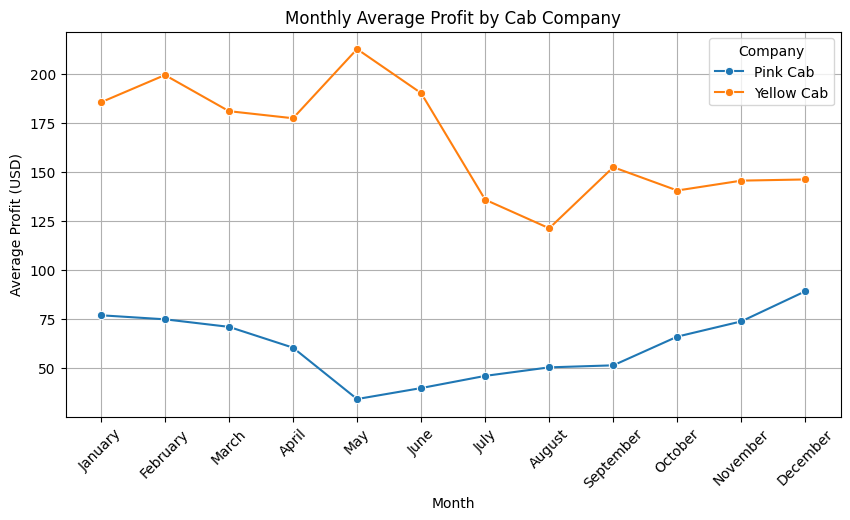 Monthly Average Profit by Cab Company
Company
Pink Cab
Yellow Cab
Average Profit (USD)
200
175
150
125
100
75
50
January
February
March
April
May
June
July
August
September
October
November
December
Month